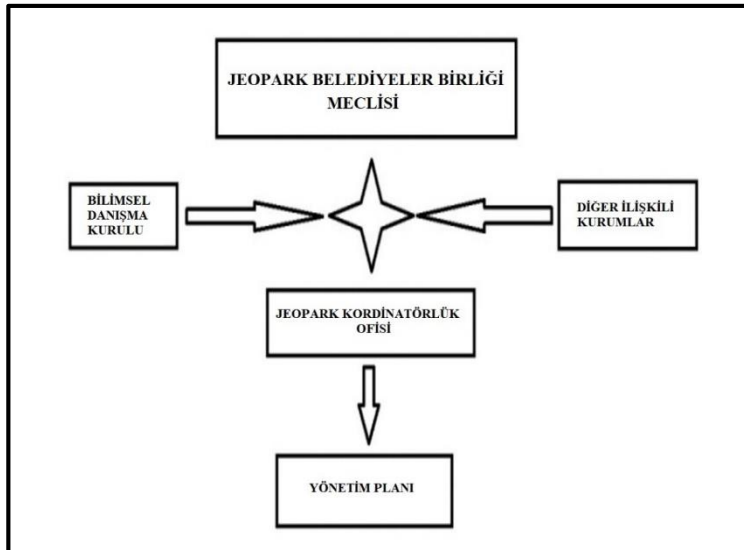 JEOPARK BELEDİYELER BİRLİĞİ
MECLİSİ
BİLİMSEL
DANIŞMA
KURULU
DİĞER İLİŞKİLİ
KURUMLAR
JEOPARK KORDİNATÖRLÜK
OFİSİ
YÖNETİM PLANI